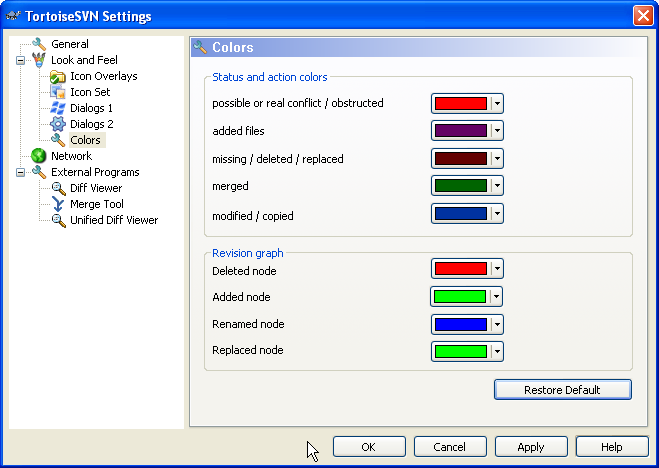 TortoiseSVN Settings
General
Look and Feel
Icon Overlays
Icon Set
Dialogs 1
Dialogs 2
Colors
Network
External Programs
Diff Viewer
Merge Tool
Unified Diff Viewer
Colors
Status and action colors
possible or real conflict / obstructed
added files
missing / deleted / replaced
merged
modified / copied
Revision graph
Deleted node
Added node
Renamed node
Replaced node
Restore Default
OK
Cancel
Apply
Help